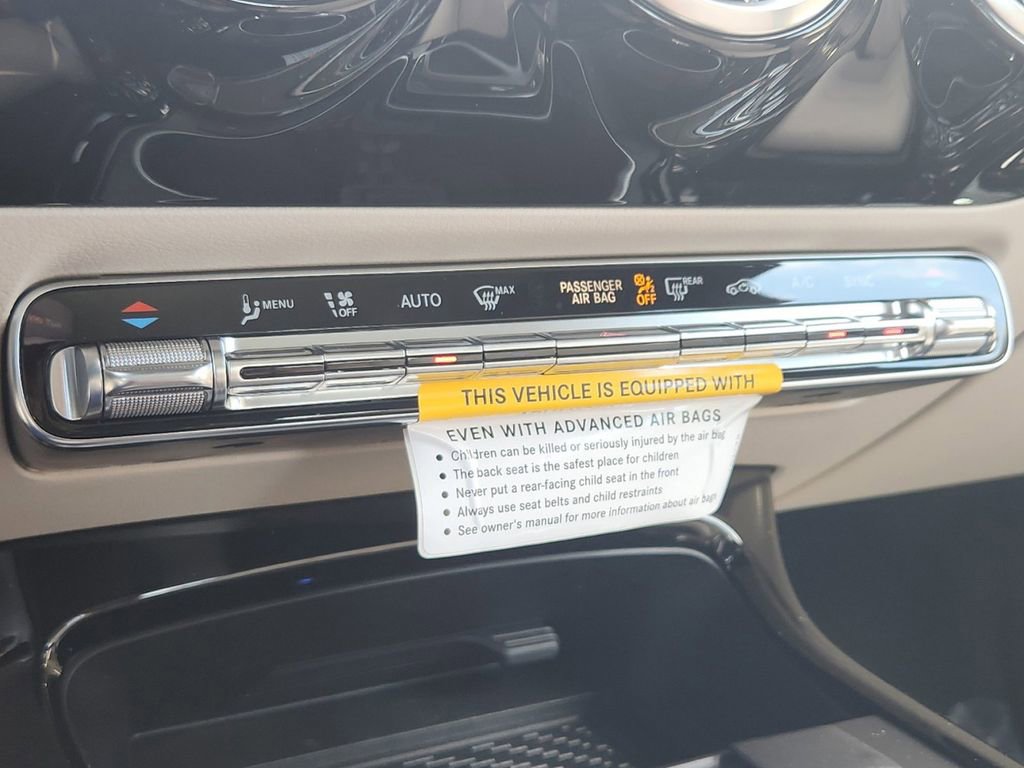 MENU
OFF
AUTO
MAX
PASSENGER
AIR BAG
OFF
REAR
A/C
SYNC
THIS VEHICLE IS EQUIPPED WITH
EVEN WITH ADVANCED AIR BAGS
• Children can be killed or seriously injured by the air bag
• The back seat is the safest place for children
• Never put a rear-facing child seat in the front
• Always use seat belts and child restraints
• See owner's manual for more information about air bags